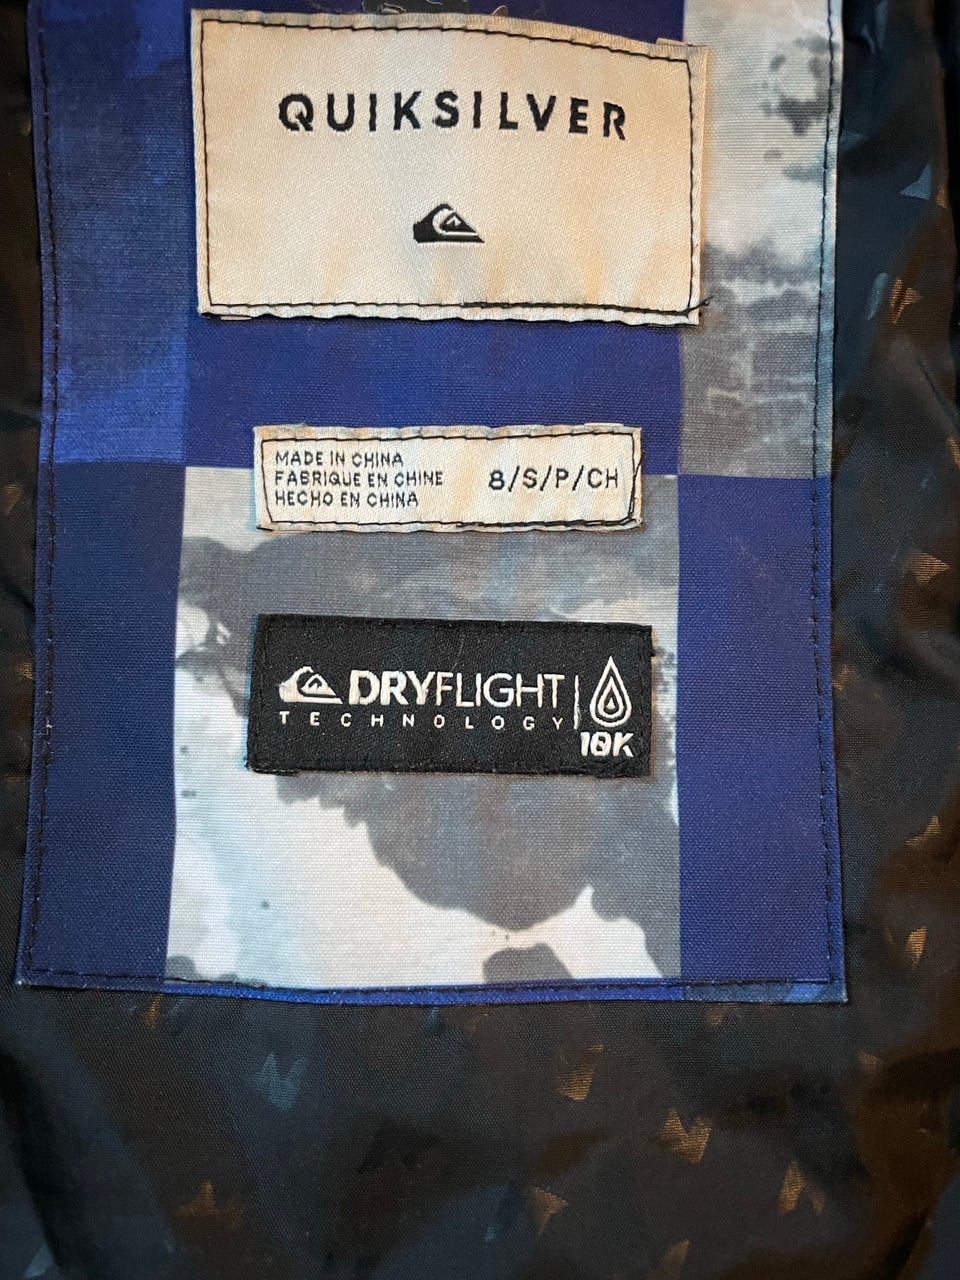 QUIKSILVER
MADE IN CHINA
FABRIQUE EN CHINE
HECHO EN CHINA
8/S/P/CH
DRYFLIGHT
TECHNOLOGY
10K